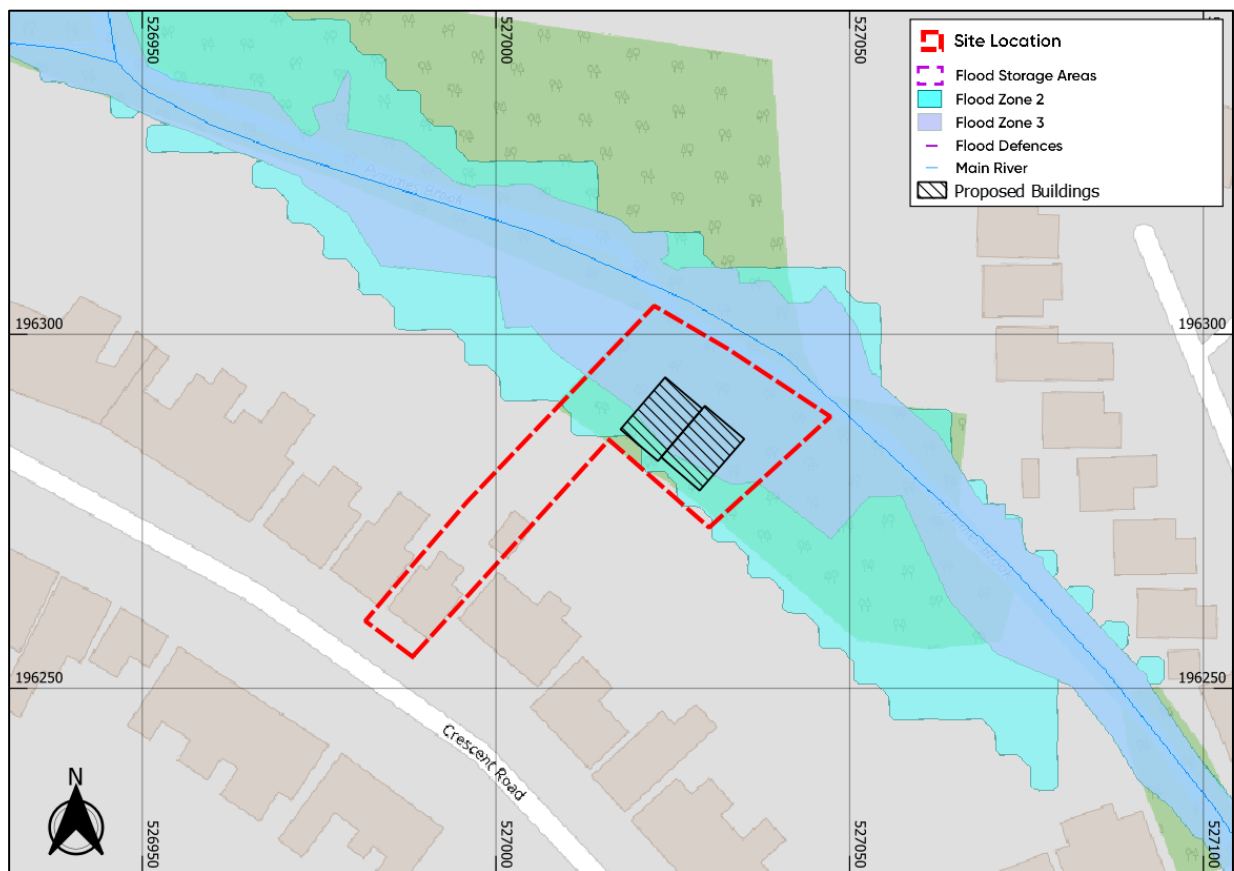 526950
527000
527050
Site Location
Flood Storage Areas
Flood Zone 2
Flood Zone 3
Flood Defences
Main River
Proposed Buildings
Brook
196300
196300
196250
196250
Crescent Road
N
526950
527000
527050
527100